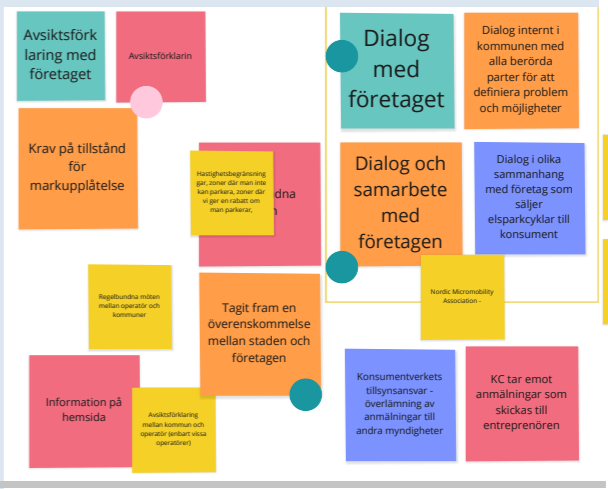 Avsiktsförk
laring med
företaget
Avsiktsförklarin
Dialog
med
företaget
Dialog internt i
kommunen med
alla berörda
parter för att
definiera problem
och möjligheter
Krav på tillstånd
för
markupplåtelse
Hastighetsbegränsning
gar, zoner där man inte
kan parkera, zoner där
vi ger en rabatt om
man parkerar,
dna
Dialog och
samarbete
med
företagen
Dialog i olika
sammanhang
med företag som
säljer
elsparkcyklar till
konsument
Regelbundna möten
mellan operatör och
kommuner
Tagit fram en
överenskommelse
mellan staden och
företagen
Nordic Micromobility
Association -
Information på
hemsida
Avsiktsförklaring
mellan kommun och
operatör (enbart vissa
operatörer)
Konsumentverkets
tillsynsansvar -
överlämning av
anmälningar till
andra myndigheter
KC tar emot
anmälningar som
skickas till
entreprenören